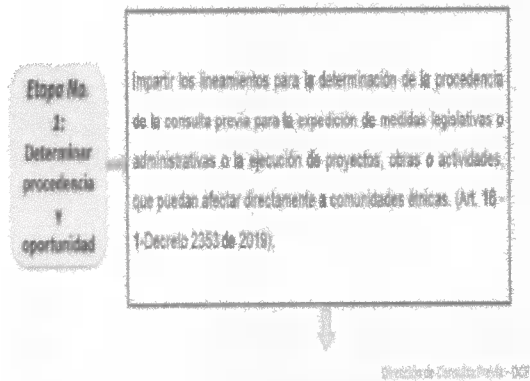 Etapa No.
1:
Determinar
procedencia
y
oportunidad
Impartir los lineamientos para la determinación de la procedencia
de la consulta previa para la expedición de medidas legislativas o
administrativas o la ejecución de proyectos, obras o actividades,
que puedan afectar directamente a comunidades étnicas. (Art. 16 -
1-Decreto 2353 de 2019).
Dirección de Consulta Previa - DCP